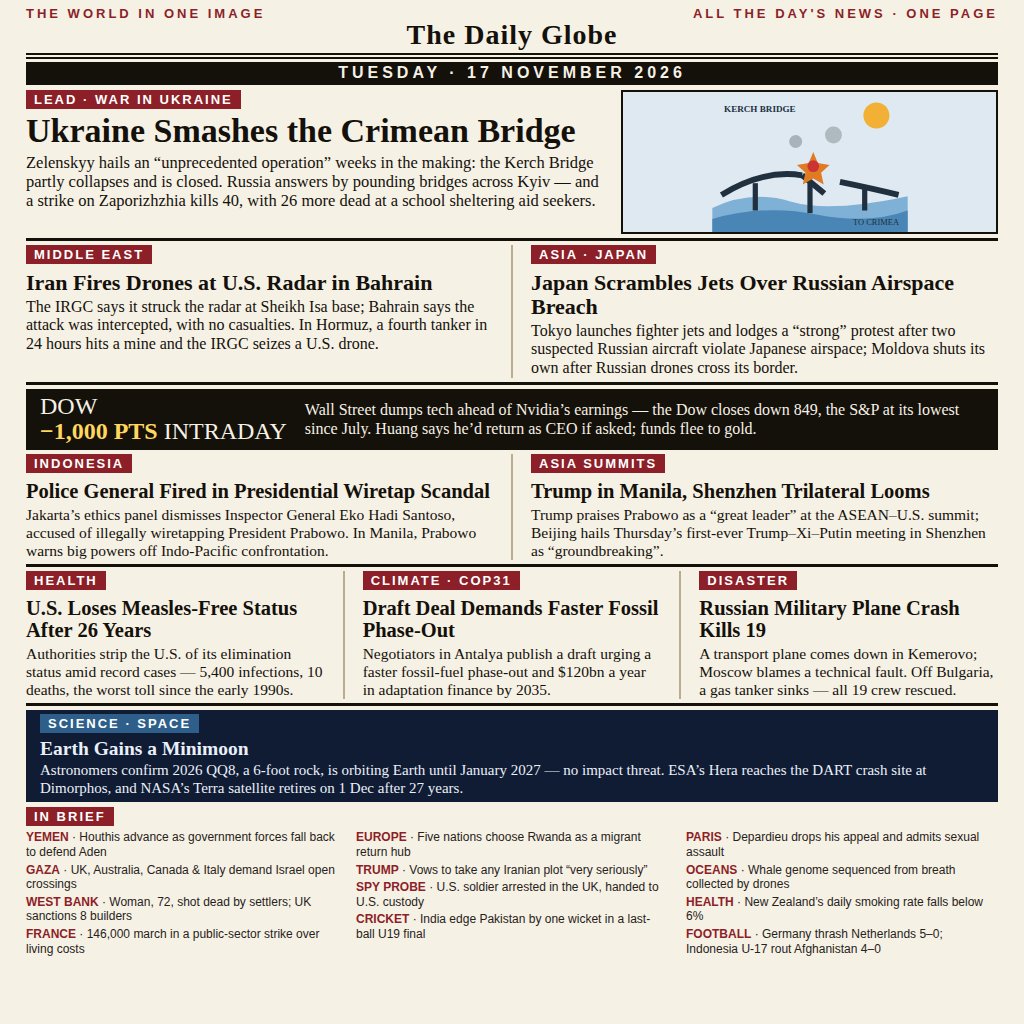 THE WORLD IN ONE IMAGE
ALL THE DAY'S NEWS · ONE PAGE
The Daily Globe
TUESDAY · 17 NOVEMBER 2026
LEAD · WAR IN UKRAINE
Ukraine Smashes the Crimean Bridge
Zelenskyy hails an “unprecedented operation” weeks in the making: the Kerch Bridge
partly collapses and is closed. Russia answers by pounding bridges across Kyiv — and
a strike on Zaporizhzhia kills 40, with 26 more dead at a school sheltering aid seekers.
KERCH BRIDGE
TO CRIMEA
MIDDLE EAST
Iran Fires Drones at U.S. Radar in Bahrain
The IRGC says it struck the radar at Sheikh Isa base; Bahrain says the
attack was intercepted, with no casualties. In Hormuz, a fourth tanker in
24 hours hits a mine and the IRGC seizes a U.S. drone.
ASIA · JAPAN
Japan Scrambles Jets Over Russian Airspace
Breach
Tokyo launches fighter jets and lodges a “strong” protest after two
suspected Russian aircraft violate Japanese airspace; Moldova shuts its
own after Russian drones cross its border.
DOW
−1,000 PTS INTRADAY
Wall Street dumps tech ahead of Nvidia’s earnings — the Dow closes down 849, the S&P at its lowest
since July. Huang says he’d return as CEO if asked; funds flee to gold.
INDONESIA
Police General Fired in Presidential Wiretap Scandal
Jakarta’s ethics panel dismisses Inspector General Eko Hadi Santoso,
accused of illegally wiretapping President Prabowo. In Manila, Prabowo
warns big powers off Indo-Pacific confrontation.
ASIA SUMMITS
Trump in Manila, Shenzhen Trilateral Looms
Trump praises Prabowo as a “great leader” at the ASEAN–U.S. summit;
Beijing hails Thursday’s first-ever Trump–Xi–Putin meeting in Shenzhen
as “groundbreaking”.
HEALTH
U.S. Loses Measles-Free Status
After 26 Years
Authorities strip the U.S. of its elimination
status amid record cases — 5,400 infections, 10
deaths, the worst toll since the early 1990s.
CLIMATE · COP31
Draft Deal Demands Faster Fossil
Phase-Out
Negotiators in Antalya publish a draft urging a
faster fossil-fuel phase-out and $120bn a year
in adaptation finance by 2035.
DISASTER
Russian Military Plane Crash
Kills 19
A transport plane comes down in Kemerovo;
Moscow blames a technical fault. Off Bulgaria,
a gas tanker sinks — all 19 crew rescued.
SCIENCE · SPACE
Earth Gains a Minimoon
Astronomers confirm 2026 QQ8, a 6-foot rock, is orbiting Earth until January 2027 — no impact threat. ESA’s Hera reaches the DART crash site at
Dimorphos, and NASA’s Terra satellite retires on 1 Dec after 27 years.
IN BRIEF
YEMEN · Houthis advance as government forces fall back
to defend Aden
GAZA · UK, Australia, Canada & Italy demand Israel open
crossings
WEST BANK · Woman, 72, shot dead by settlers; UK
sanctions 8 builders
FRANCE · 146,000 march in a public-sector strike over
living costs
EUROPE · Five nations choose Rwanda as a migrant
return hub
TRUMP · Vows to take any Iranian plot “very seriously”
SPY PROBE · U.S. soldier arrested in the UK, handed to
U.S. custody
CRICKET · India edge Pakistan by one wicket in a last-
ball U19 final
PARIS · Depardieu drops his appeal and admits sexual
assault
OCEANS · Whale genome sequenced from breath
collected by drones
HEALTH · New Zealand’s daily smoking rate falls below
6%
FOOTBALL · Germany thrash Netherlands 5–0;
Indonesia U-17 rout Afghanistan 4–0